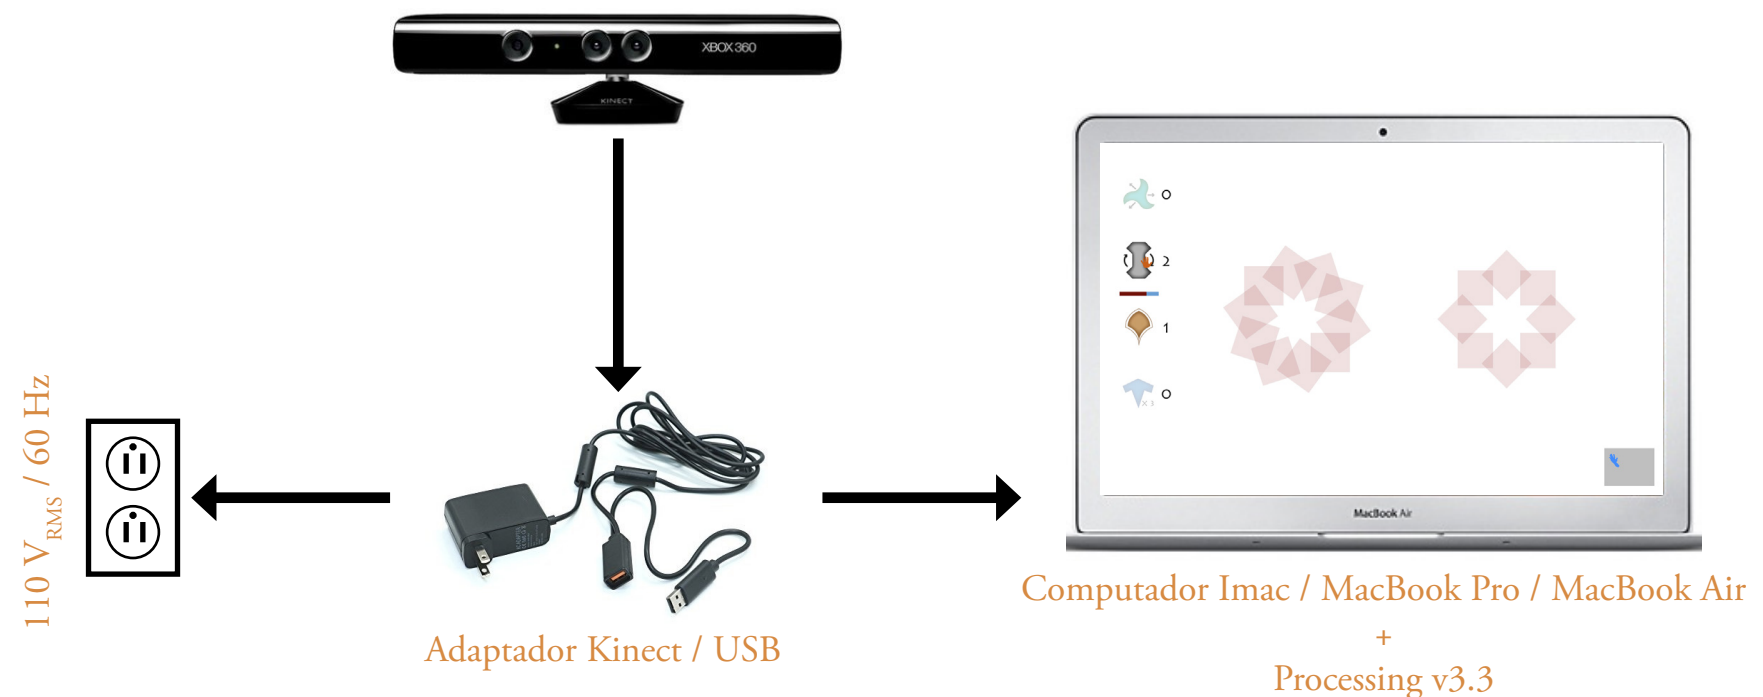 XBOX 360
KINECT
0
2
1
x 3
0
MacBook Air
110 VRMS / 60 Hz
Adaptador Kinect / USB
Computador Imac / MacBook Pro / MacBook Air
+
Processing v3.3